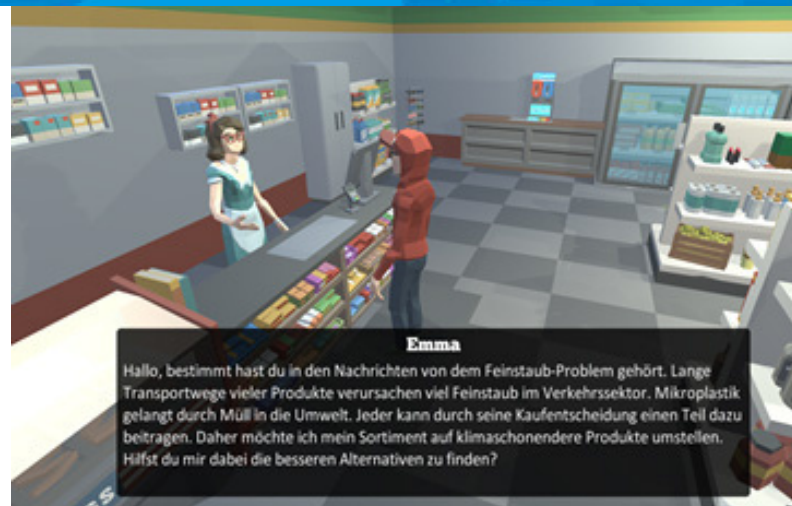 Emma
Hallo, bestimmt hast du in den Nachrichten von dem Feinstaub-Problem gehört. Lange
Transportwege vieler Produkte verursachen viel Feinstaub im Verkehrssektor. Mikroplastik
gelangt durch Müll in die Umwelt. Jeder kann durch seine Kaufentscheidung einen Teil dazu
beitragen. Daher möchte ich mein Sortiment auf klimaschonendere Produkte umstellen.
Hilfst du mir dabei die besseren Alternativen zu finden?